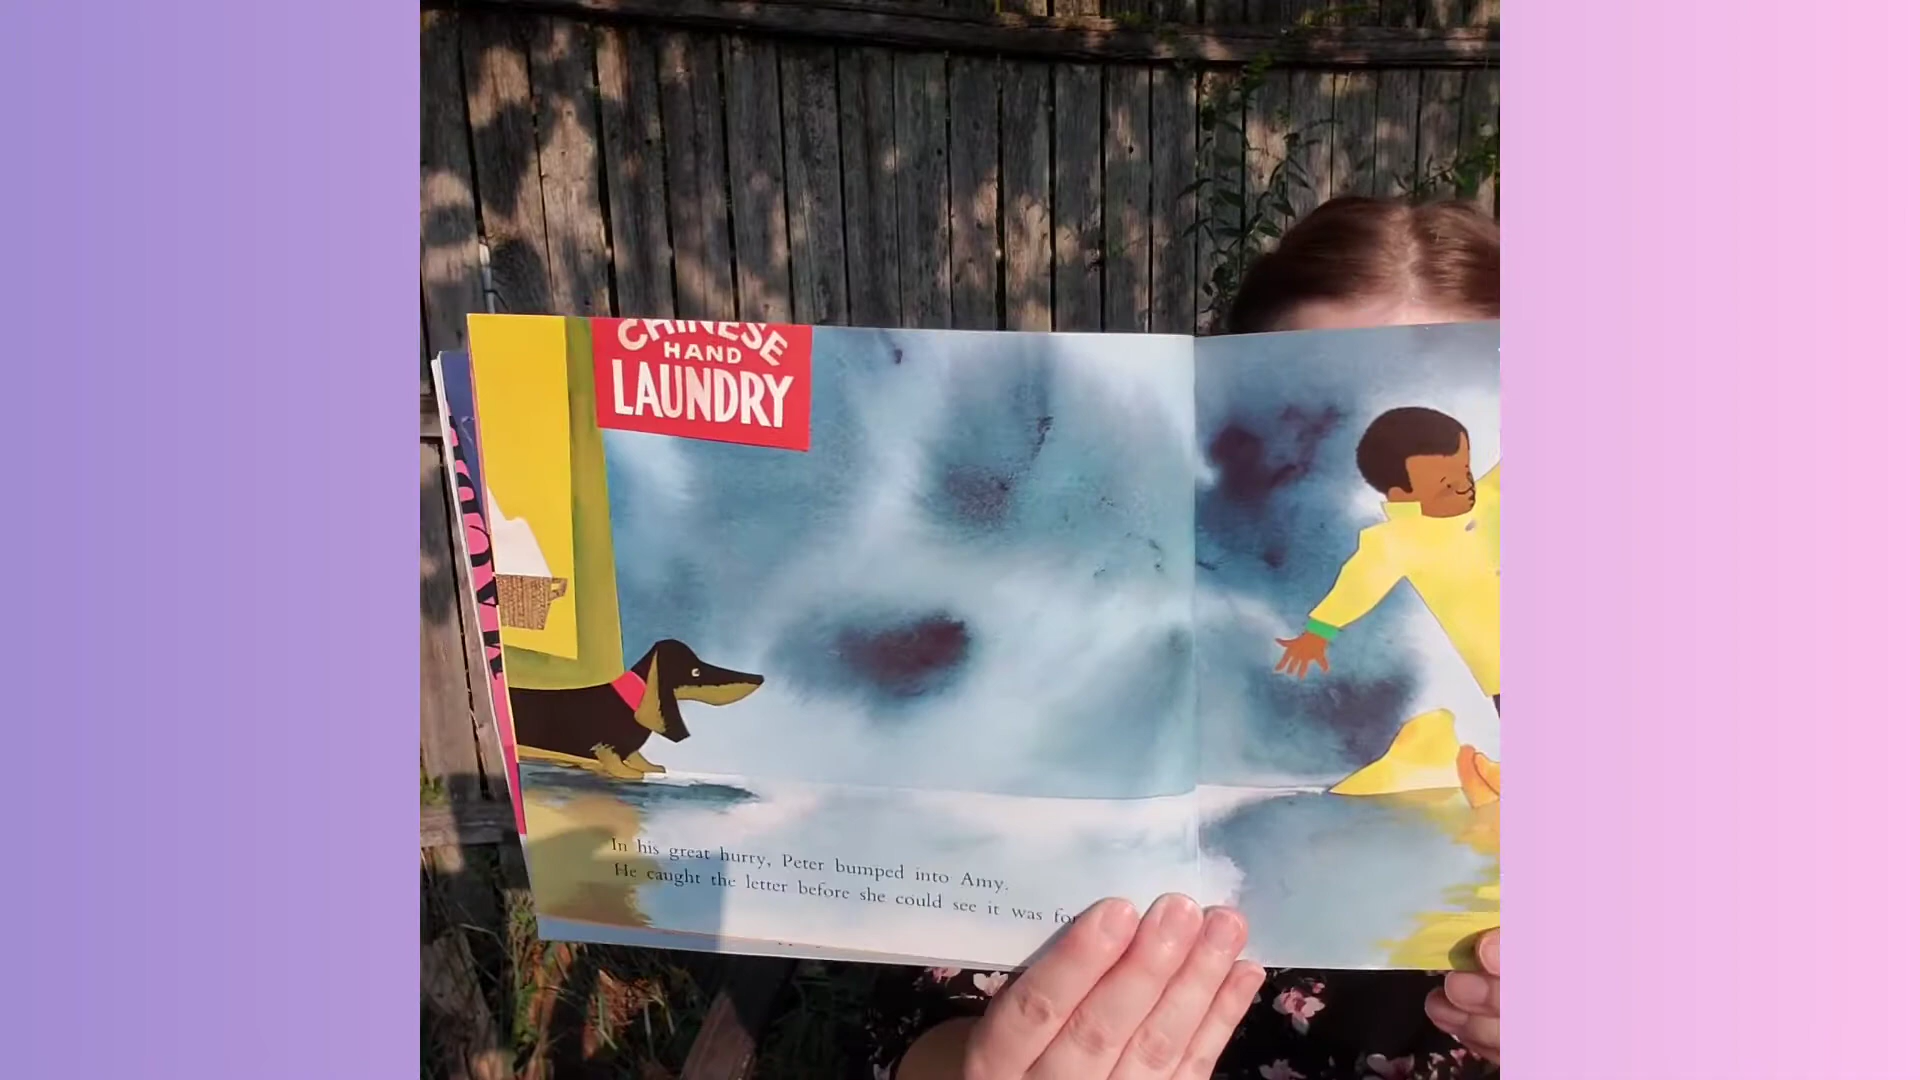 CHINESE
HAND
LAUNDRY
In his great hurry, Peter bumped into Amy.
He caught the letter before she could see it was for